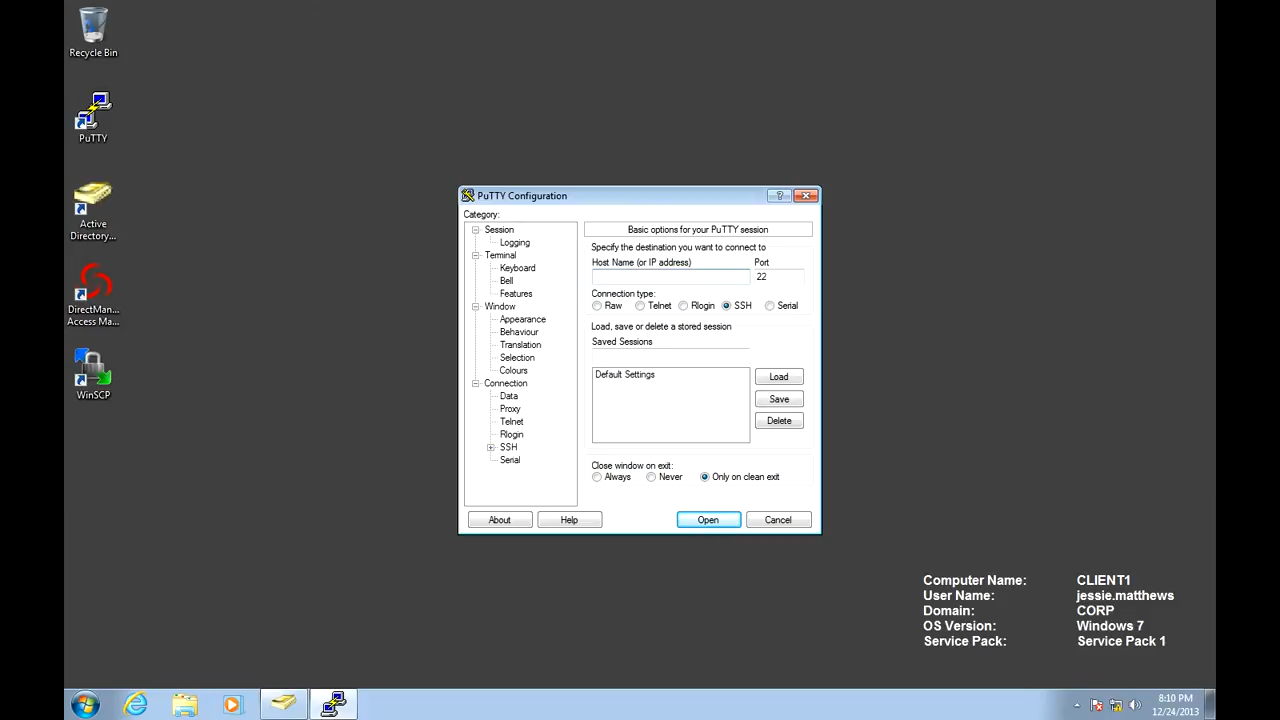 Recycle Bin
PuTTY
Active
Directory...
DirectMan...
Access Ma...
WinSCP
PuTTY Configuration
?
Category:
Session
Logging
Terminal
Keyboard
Bell
Features
Window
Appearance
Behaviour
Translation
Selection
Colours
Connection
Data
Proxy
Telnet
Rlogin
SSH
Serial
Basic options for your PuTTY session
Specify the destination you want to connect to
Host Name (or IP address) Port
22
Connection type:
Raw Telnet Rlogin SSH Serial
Load, save or delete a stored session
Saved Sessions
Default Settings
Load
Save
Delete
Close window on exit:
Always Never Only on clean exit
About Help Open Cancel
Computer Name: CLIENT1
User Name: jessie.matthews
Domain: CORP
OS Version: Windows 7
Service Pack: Service Pack 1
8:10 PM
12/24/2013